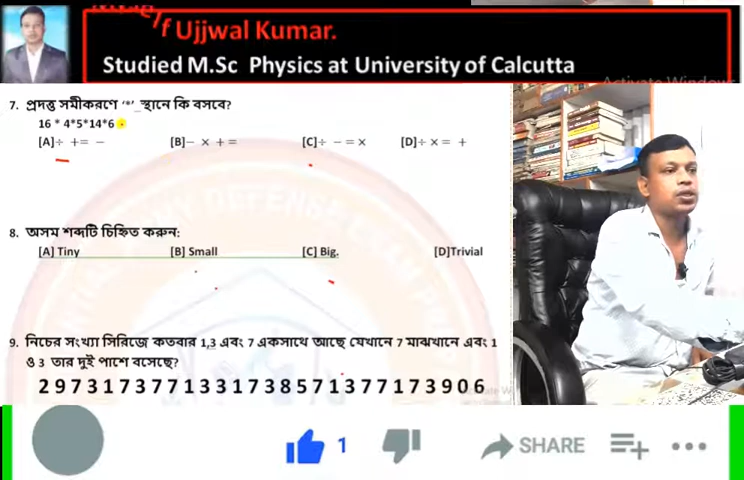 Ujjwal Kumar.
Studied M.Sc Physics at University of Calcutta
Activate Windows
7. প্রদত্ত সমীকরণে '*' স্থানে কি বসবে?
16 * 4*5*14*6
[A]÷ += − [B]− × += [C]÷ −=× [D]÷ ×= +
8. অসম শব্দটি চিহ্নিত করুন:
[A] Tiny [B] Small [C] Big. [D]Trivial
9. নিচের সংখ্যা সিরিজে কতবার 1,3 এবং 7 একসাথে আছে যেখানে 7 মাঝখানে এবং 1
ও 3 তার দুই পাশে বসেছে?
2 9 7 3 1 7 3 7 7 1 3 3 1 7 3 8 5 7 1 3 7 7 1 7 3 9 0 6
1 SHARE